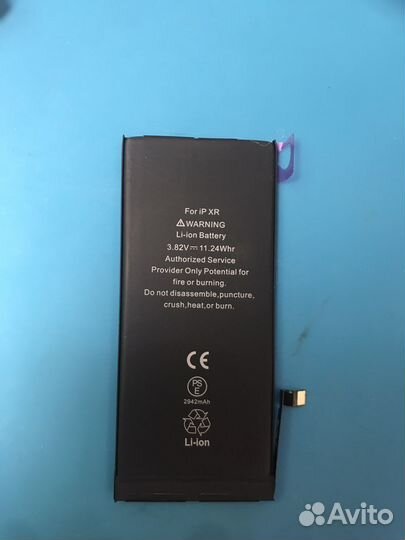 For iP XR
⚠WARNING
Li-ion Battery
3.82V⎓11.24Whr
Authorized Service
Provider Only Potential for
fire or burning.
Do not disassemble,puncture,
crush,heat,or burn.
CE
PS
E
2942mAh
Li-ion
Avito